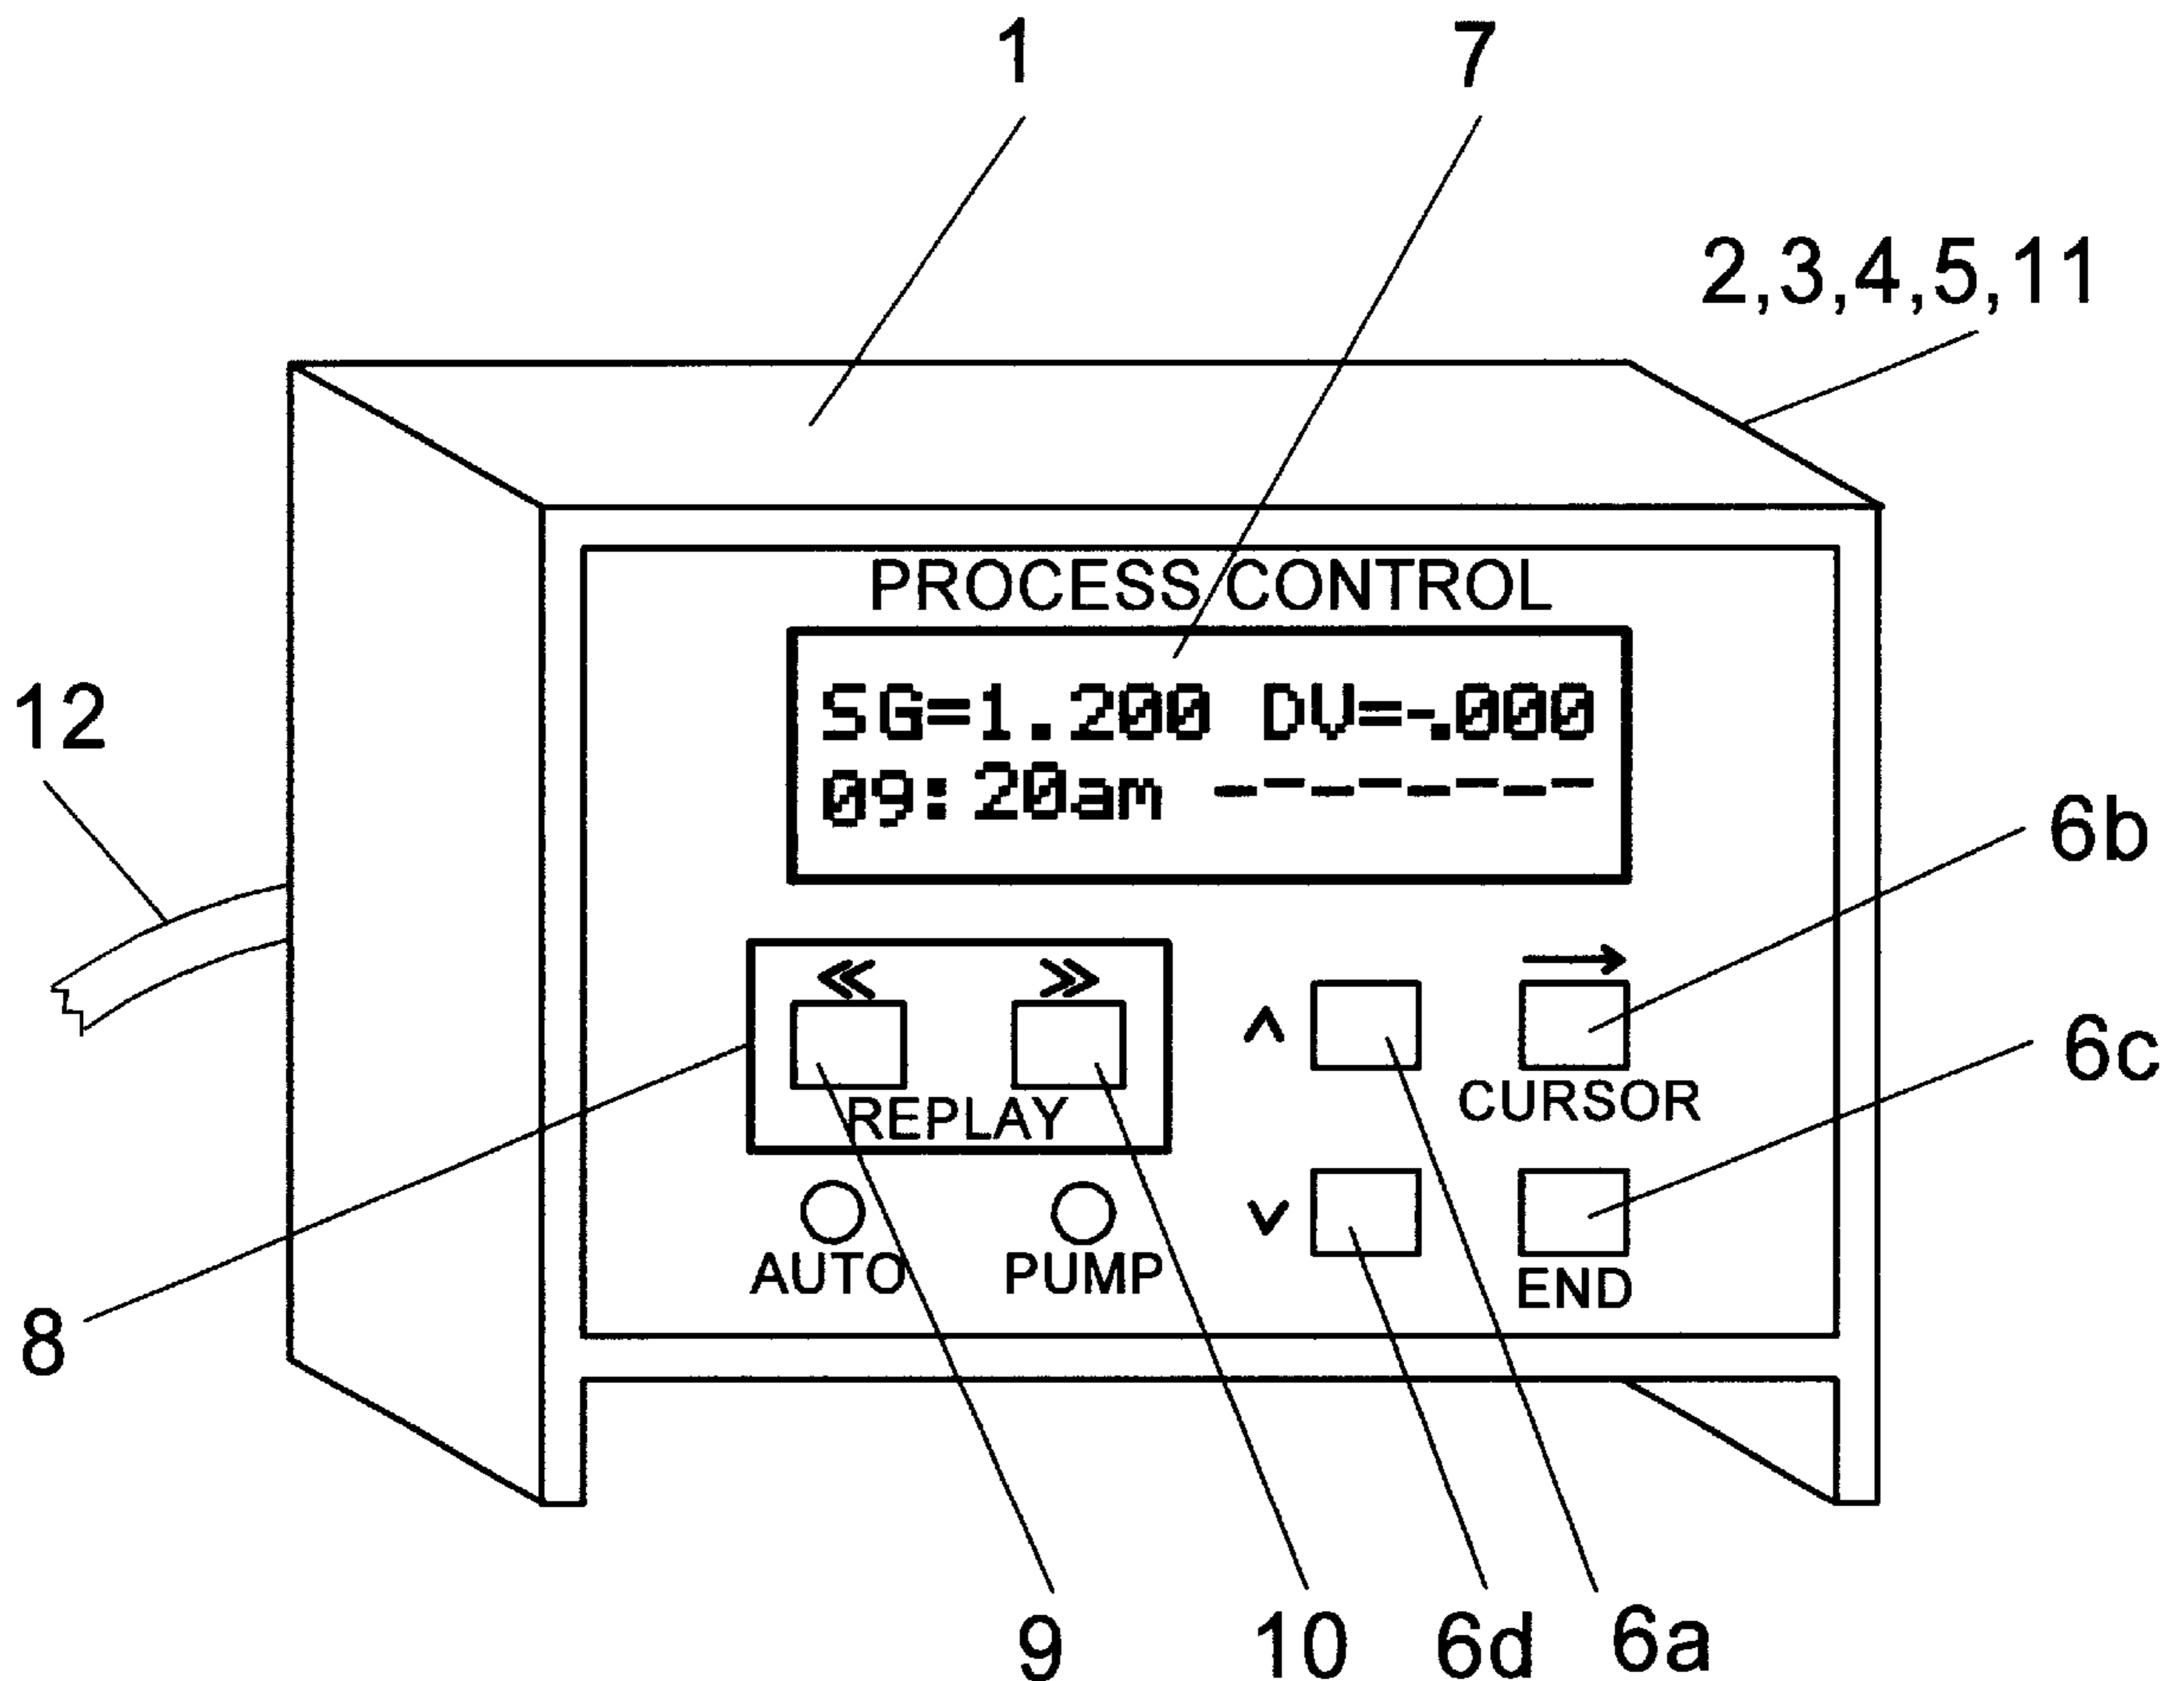 1
7
2,3,4,5,11
PROCESS CONTROL
SG=1.200 DV=-.000
09:20am
12
6b
<< >>
^
→
6c
REPLAY
CURSOR
v
AUTO
PUMP
END
8
9
10
6d
6a